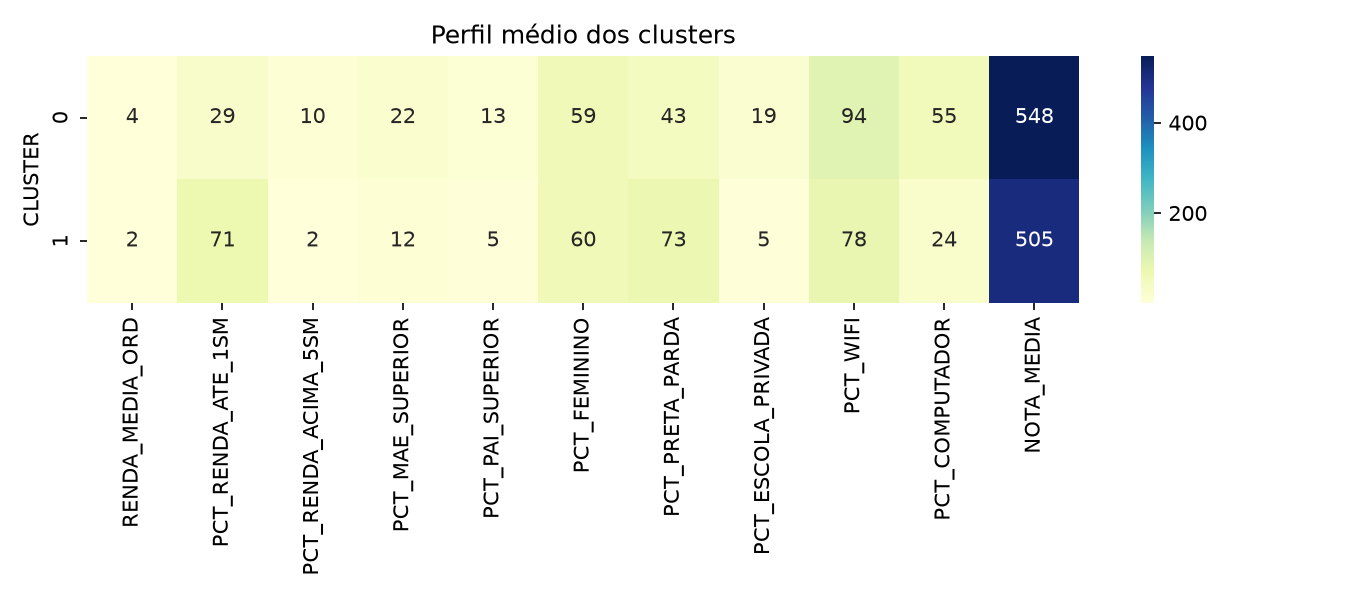 Perfil médio dos clusters
CLUSTER
0 4 29 10 22 13 59 43 19 94 55 548
1 2 71 2 12 5 60 73 5 78 24 505
400
200
RENDA_MEDIA_ORD
PCT_RENDA_ATE_1SM
PCT_RENDA_ACIMA_5SM
PCT_MAE_SUPERIOR
PCT_PAI_SUPERIOR
PCT_FEMININO
PCT_PRETA_PARDA
PCT_ESCOLA_PRIVADA
PCT_WIFI
PCT_COMPUTADOR
NOTA_MEDIA